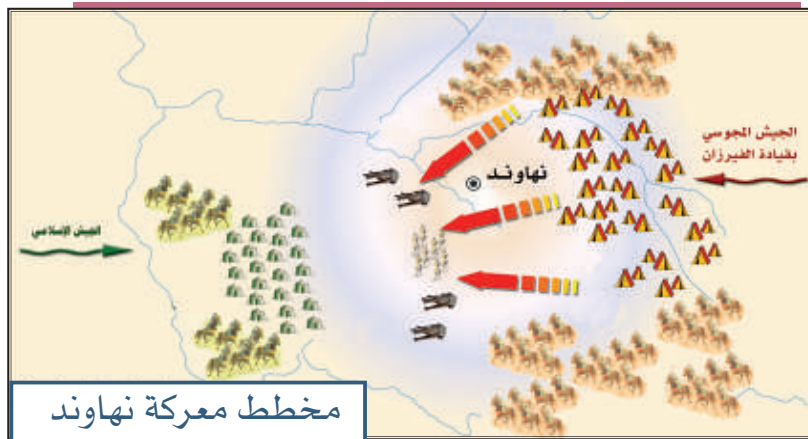 الجيش المجوسي
بقيادة الفيرزان
نهاوند
الجيش الإسلامي
مخطط معركة نهاوند